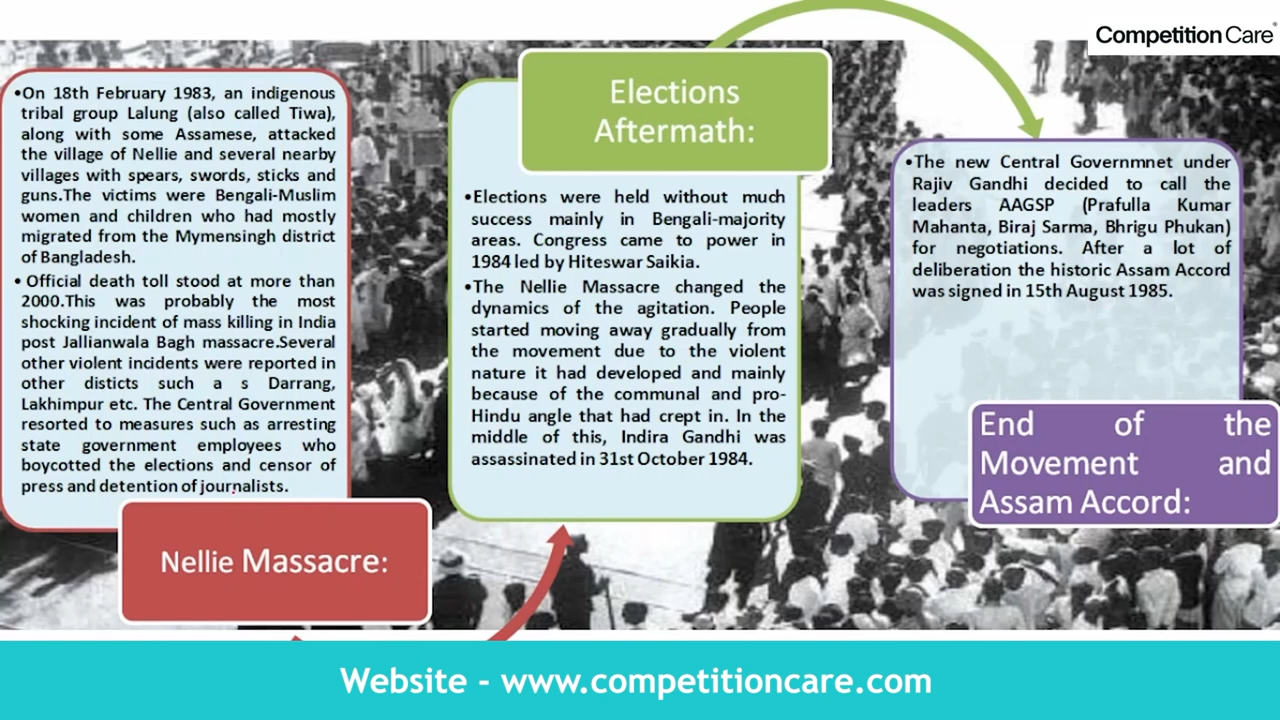 Competition Care
•On 18th February 1983, an indigenous
tribal group Lalung (also called Tiwa),
along with some Assamese, attacked
the village of Nellie and several nearby
villages with spears, swords, sticks and
guns.The victims were Bengali-Muslim
women and children who had mostly
migrated from the Mymensingh district
of Bangladesh.
• Official death toll stood at more than
2000.This was probably the most
shocking incident of mass killing in India
post Jallianwala Bagh massacre.Several
other violent incidents were reported in
other disticts such a s Darrang,
Lakhimpur etc. The Central Government
resorted to measures such as arresting
state government employees who
boycotted the elections and censor of
press and detention of journalists.
Nellie Massacre:
Elections
Aftermath:
•Elections were held without much
success mainly in Bengali-majority
areas. Congress came to power in
1984 led by Hiteswar Saikia.
•The Nellie Massacre changed the
dynamics of the agitation. People
started moving away gradually from
the movement due to the violent
nature it had developed and mainly
because of the communal and pro-
Hindu angle that had crept in. In the
middle of this, Indira Gandhi was
assassinated in 31st October 1984.
•The new Central Governmnet under
Rajiv Gandhi decided to call the
leaders AAGSP (Prafulla Kumar
Mahanta, Biraj Sarma, Bhrigu Phukan)
for negotiations. After a lot of
deliberation the historic Assam Accord
was signed in 15th August 1985.
End of the
Movement and
Assam Accord:
Website - www.competitioncare.com